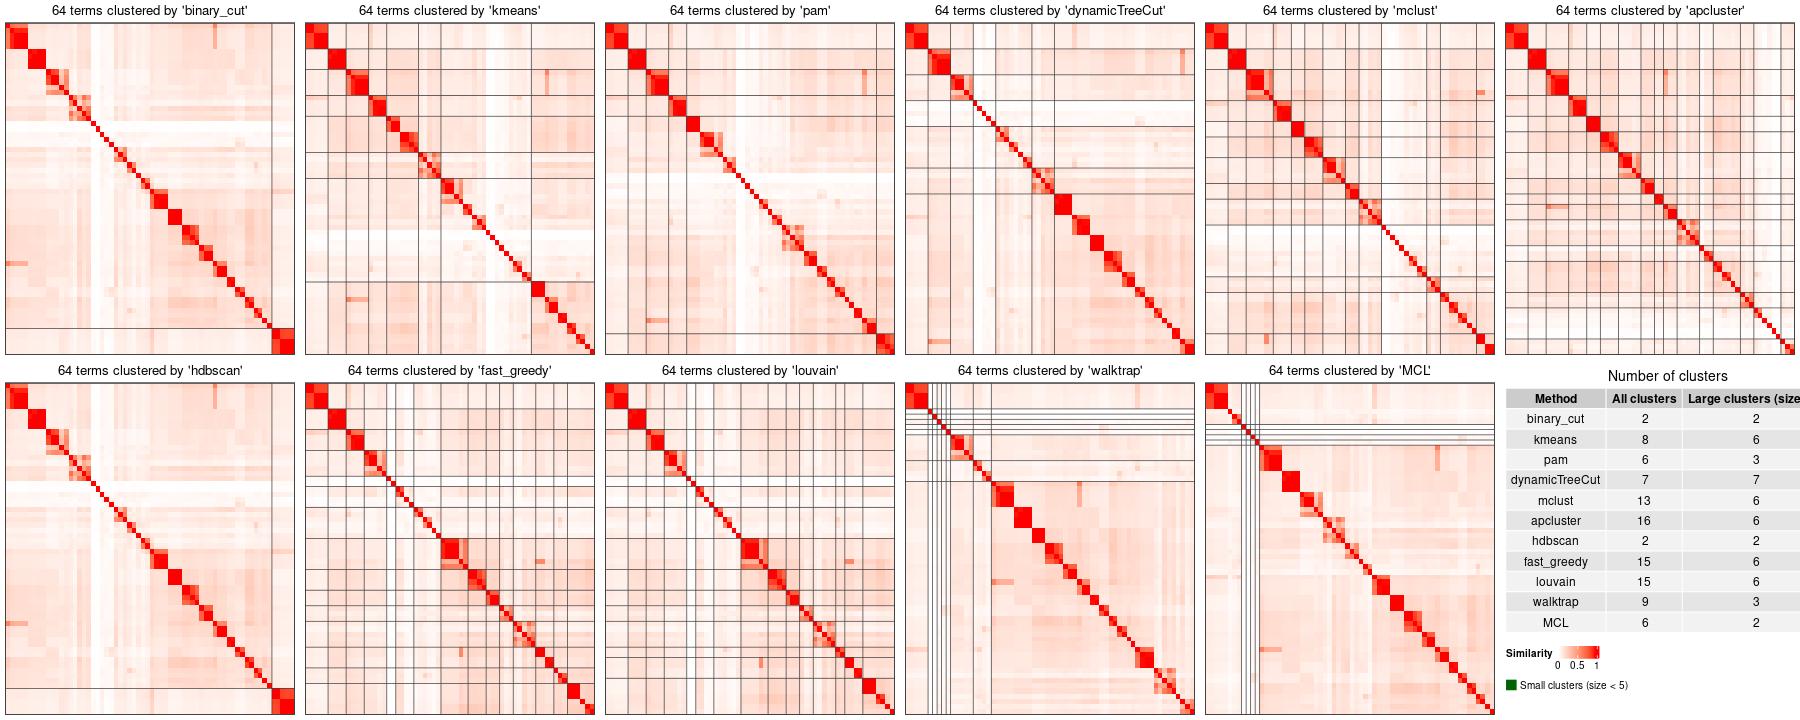 64 terms clustered by 'binary_cut'
64 terms clustered by 'kmeans'
64 terms clustered by 'pam'
64 terms clustered by 'dynamicTreeCut'
64 terms clustered by 'mclust'
64 terms clustered by 'apcluster'
64 terms clustered by 'hdbscan'
64 terms clustered by 'fast_greedy'
64 terms clustered by 'louvain'
64 terms clustered by 'walktrap'
64 terms clustered by 'MCL'
Number of clusters
Method All clusters Large clusters (size
binary_cut 2 2
kmeans 8 6
pam 6 3
dynamicTreeCut 7 7
mclust 13 6
apcluster 16 6
hdbscan 2 2
fast_greedy 15 6
louvain 15 6
walktrap 9 3
MCL 6 2
Similarity
0 0.5 1
Small clusters (size < 5)